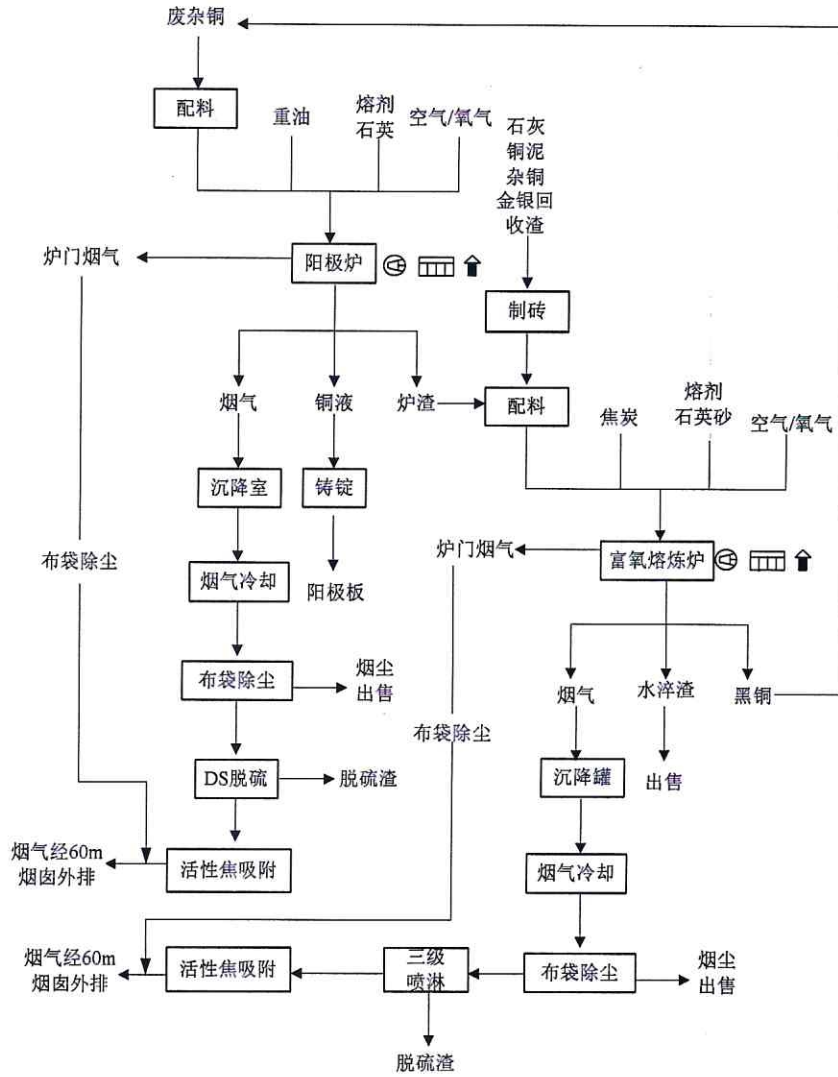 废杂铜
配料
重油
熔剂
石英
空气/氧气
石灰
铜泥
杂铜
金银回
收渣
炉门烟气
阳极炉
制砖
烟气
铜液
炉渣
配料
焦炭
熔剂
石英砂
空气/氧气
沉降室
铸锭
布袋除尘
炉门烟气
富氧熔炼炉
烟气冷却
阳极板
布袋除尘
烟尘
出售
烟气
水淬渣
黑铜
布袋除尘
DS脱硫
脱硫渣
沉降罐
出售
烟气经60m
烟囱外排
活性焦吸附
烟气冷却
烟气经60m
烟囱外排
活性焦吸附
三级
喷淋
布袋除尘
烟尘
出售
脱硫渣